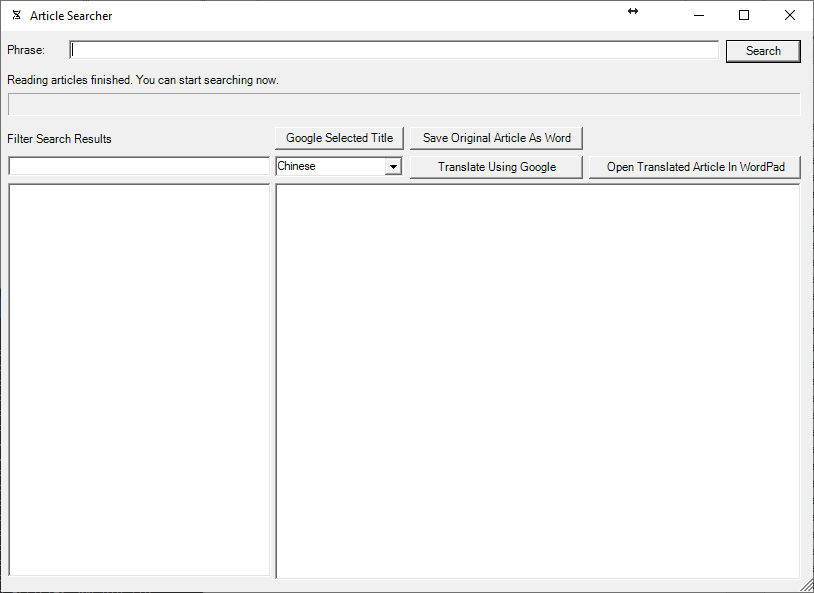 Article Searcher
Phrase:
Search
Reading articles finished. You can start searching now.
Filter Search Results
Google Selected Title
Save Original Article As Word
Chinese
Translate Using Google
Open Translated Article In WordPad